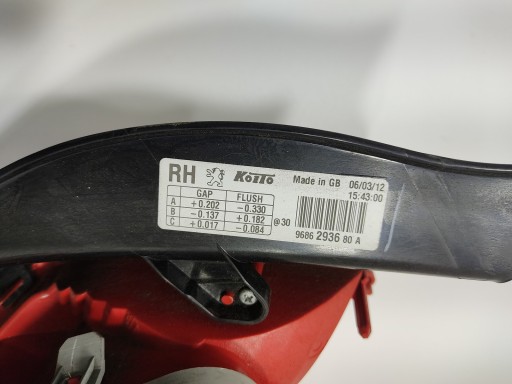 RH KOITO Made in GB 06/03/12
15:43:00
GAP FLUSH
A +0.202 -0.330
B -0.137 +0.182 @30
C +0.017 -0.084
9686 2936 80 A